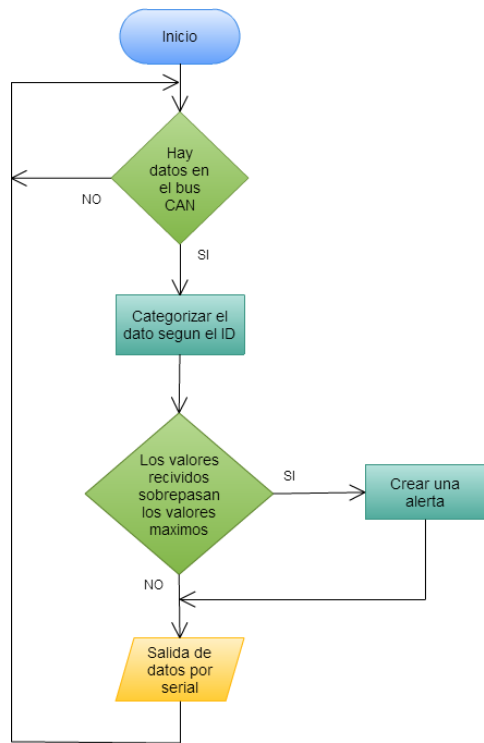 Inicio
Hay
datos en
el bus
CAN
NO
SI
Categorizar el
dato segun el ID
Los valores
recividos
sobrepasan
los valores
maximos
SI
Crear una
alerta
NO
Salida de
datos por
serial